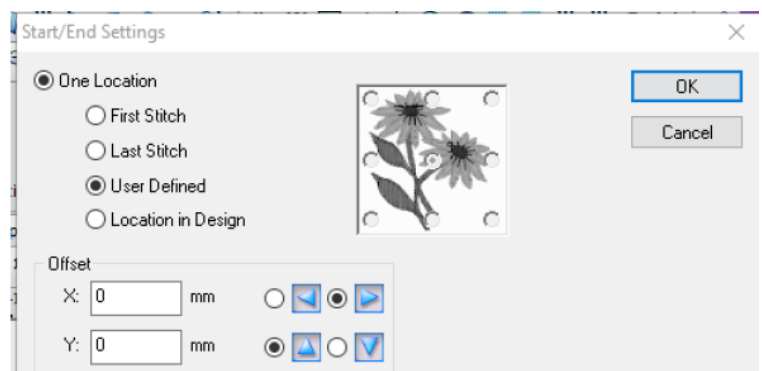 Start/End Settings
One Location
OK
First Stitch
Cancel
Last Stitch
User Defined
Location in Design
Offset
X: 0 mm
Y: 0 mm